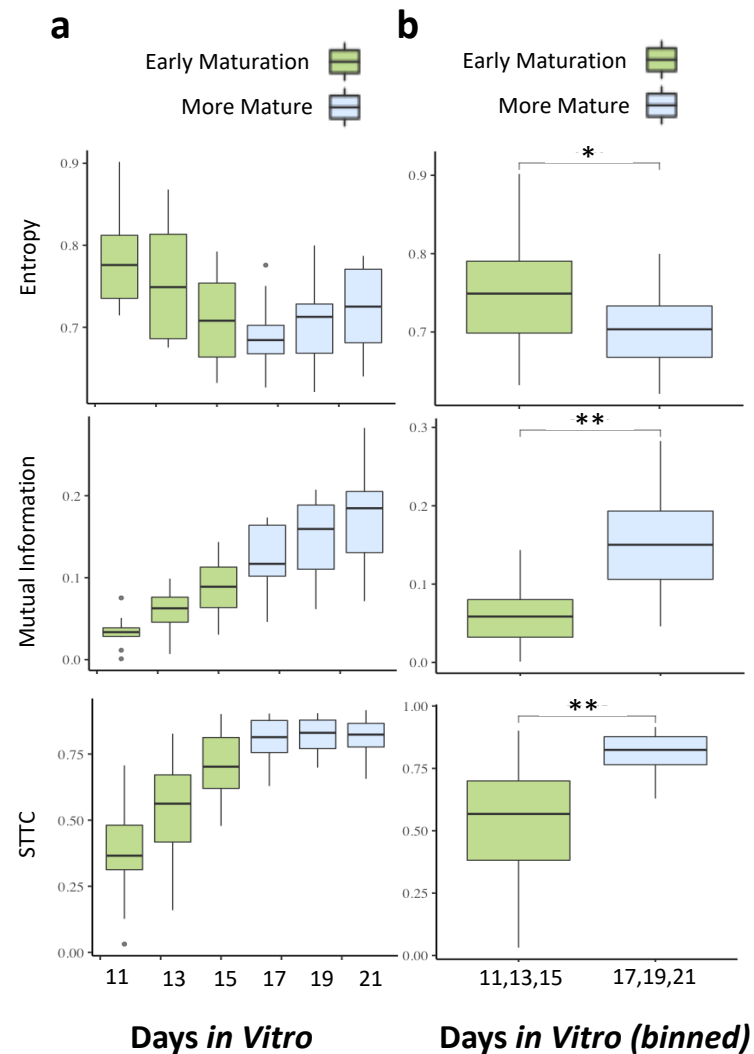 a
Early Maturation
More Mature
b
Early Maturation
More Mature
Entropy
0.9
0.8
0.7
*
0.9
0.8
0.7
Mutual Information
0.2
0.1
0.0
**
0.3
0.2
0.1
0.0
STTC
0.75
0.50
0.25
0.00
11 13 15 17 19 21
Days in Vitro
**
1.00
0.75
0.50
0.25
0.00
11,13,15 17,19,21
Days in Vitro (binned)